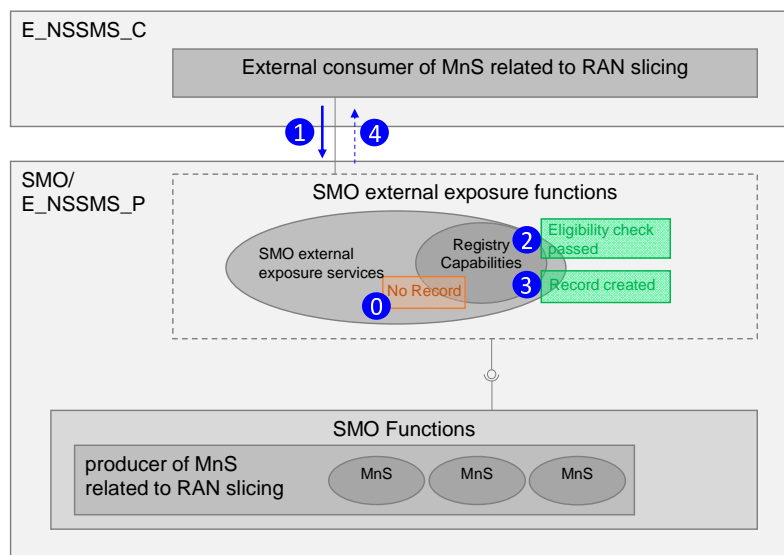 E_NSSMS_C
External consumer of MnS related to RAN slicing
1
4
SMO/
E_NSSMS_P
SMO external exposure functions
SMO external
exposure services
Registry
Capabilities
2
Eligibility check
passed
No Record
3
Record created
0
SMO Functions
producer of MnS
related to RAN slicing
MnS
MnS
MnS